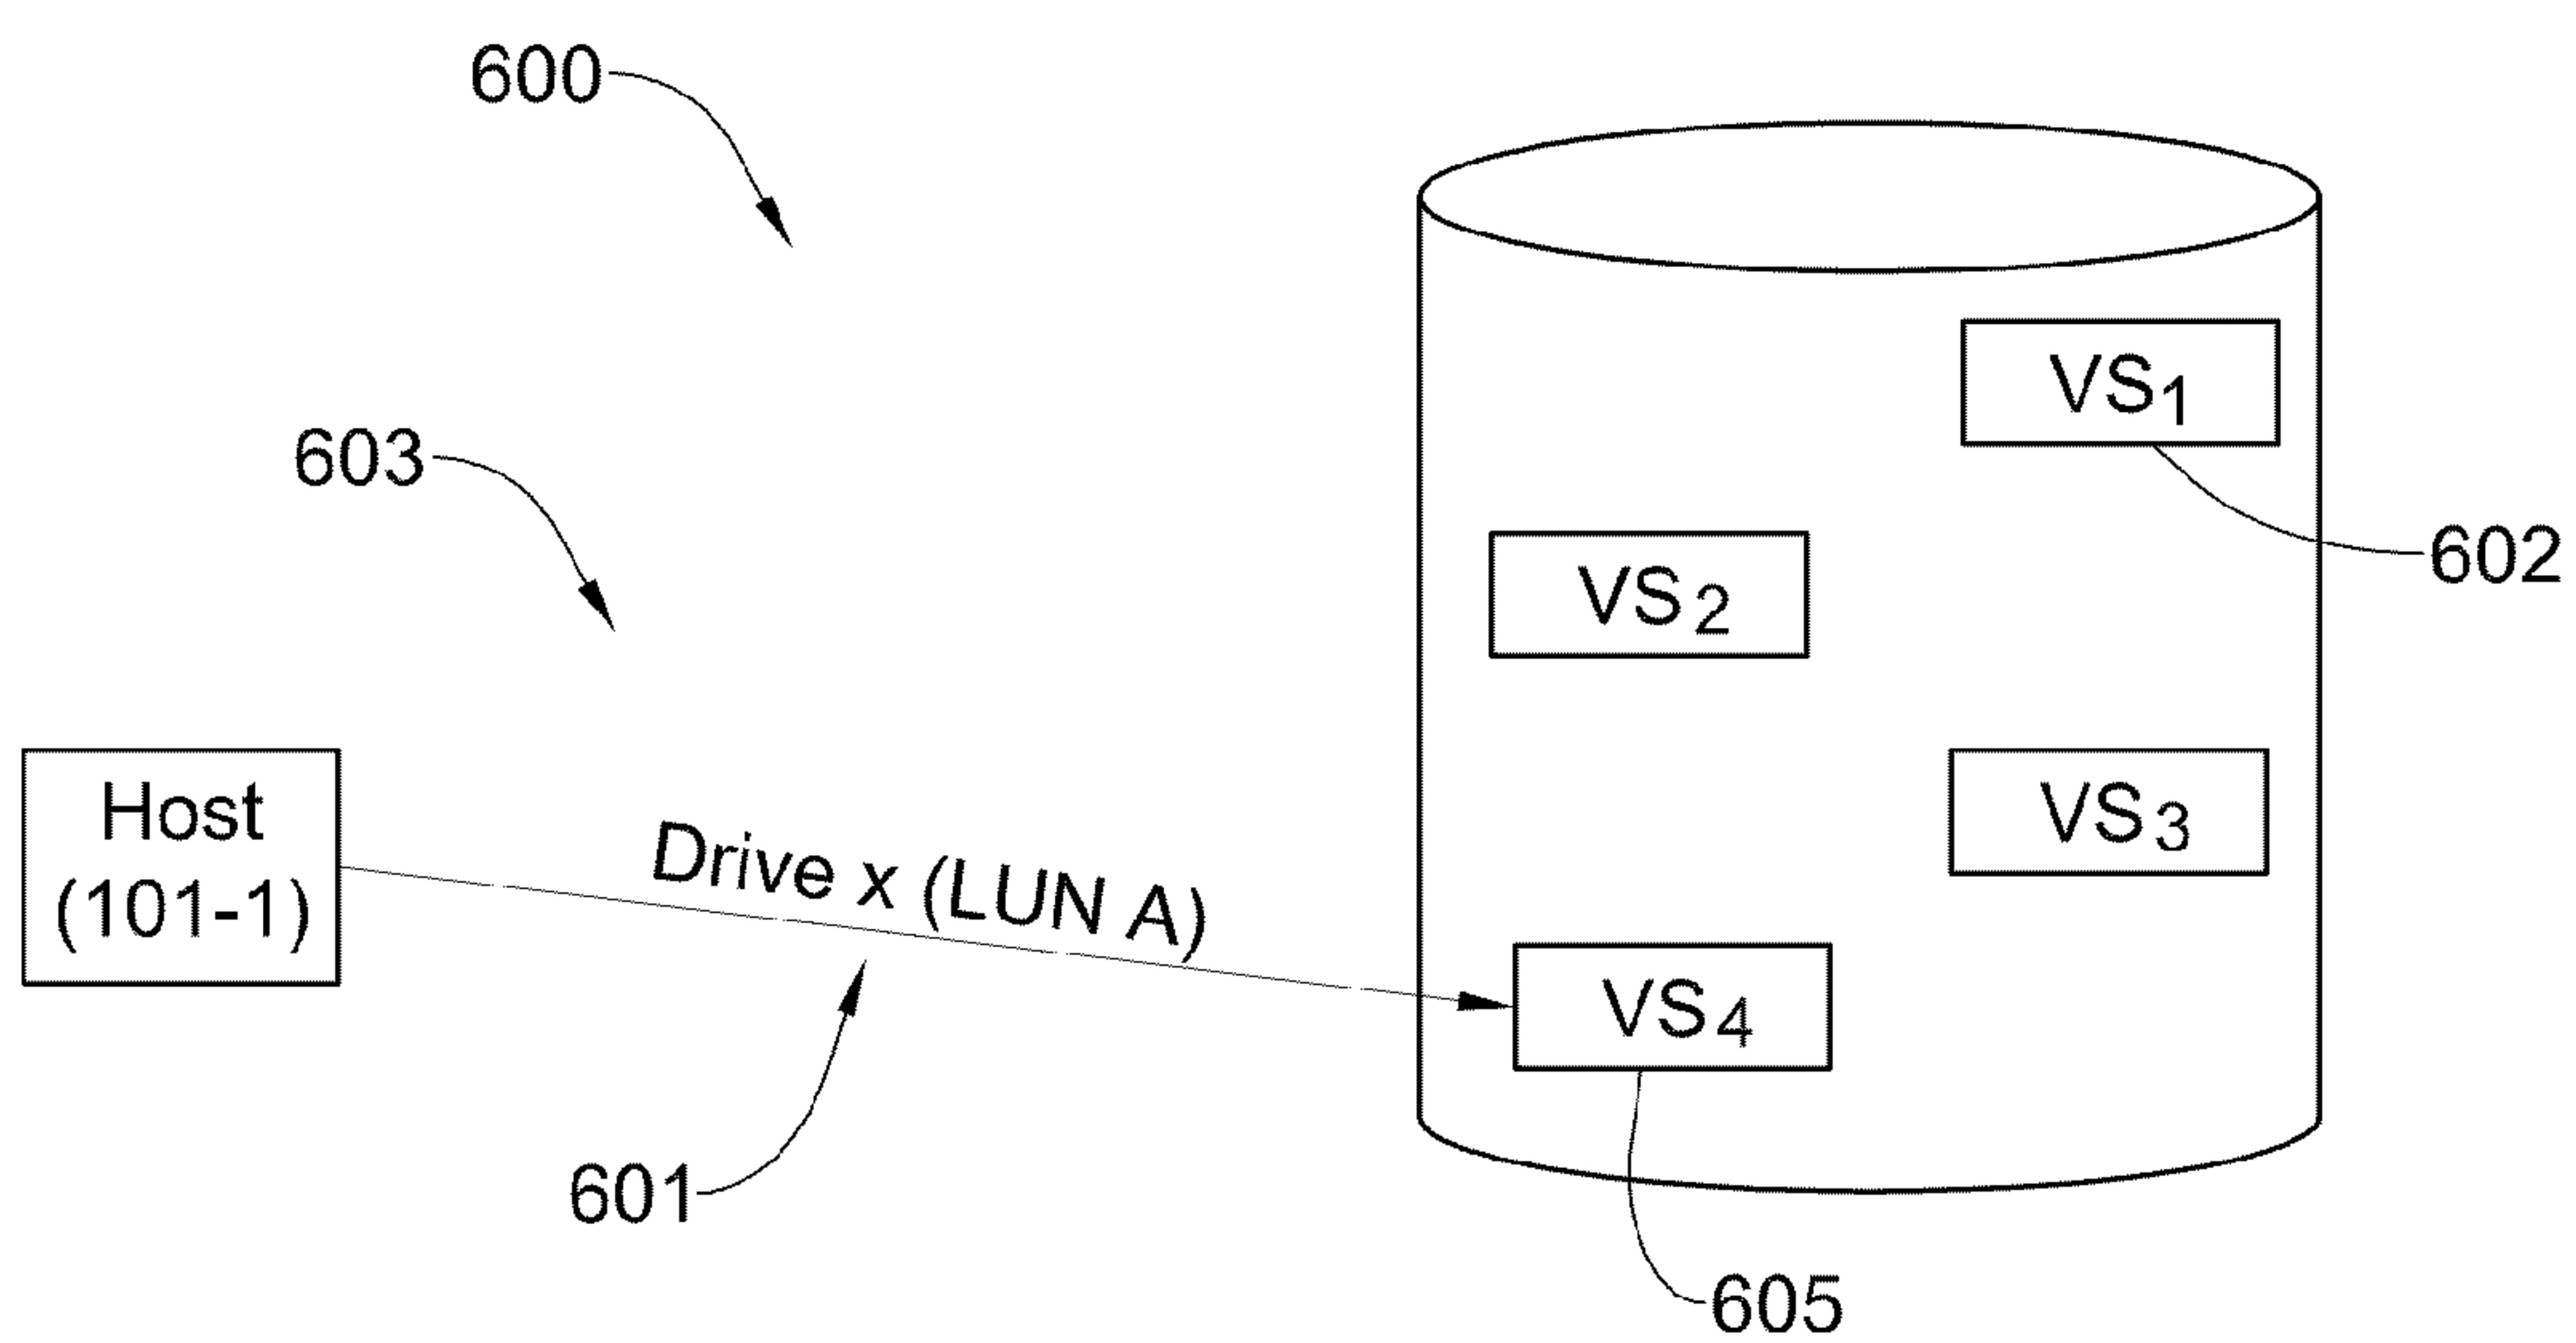 600
VS1
603
602
VS2
Host
(101-1)
VS3
Drive x (LUN A)
VS4
601
605